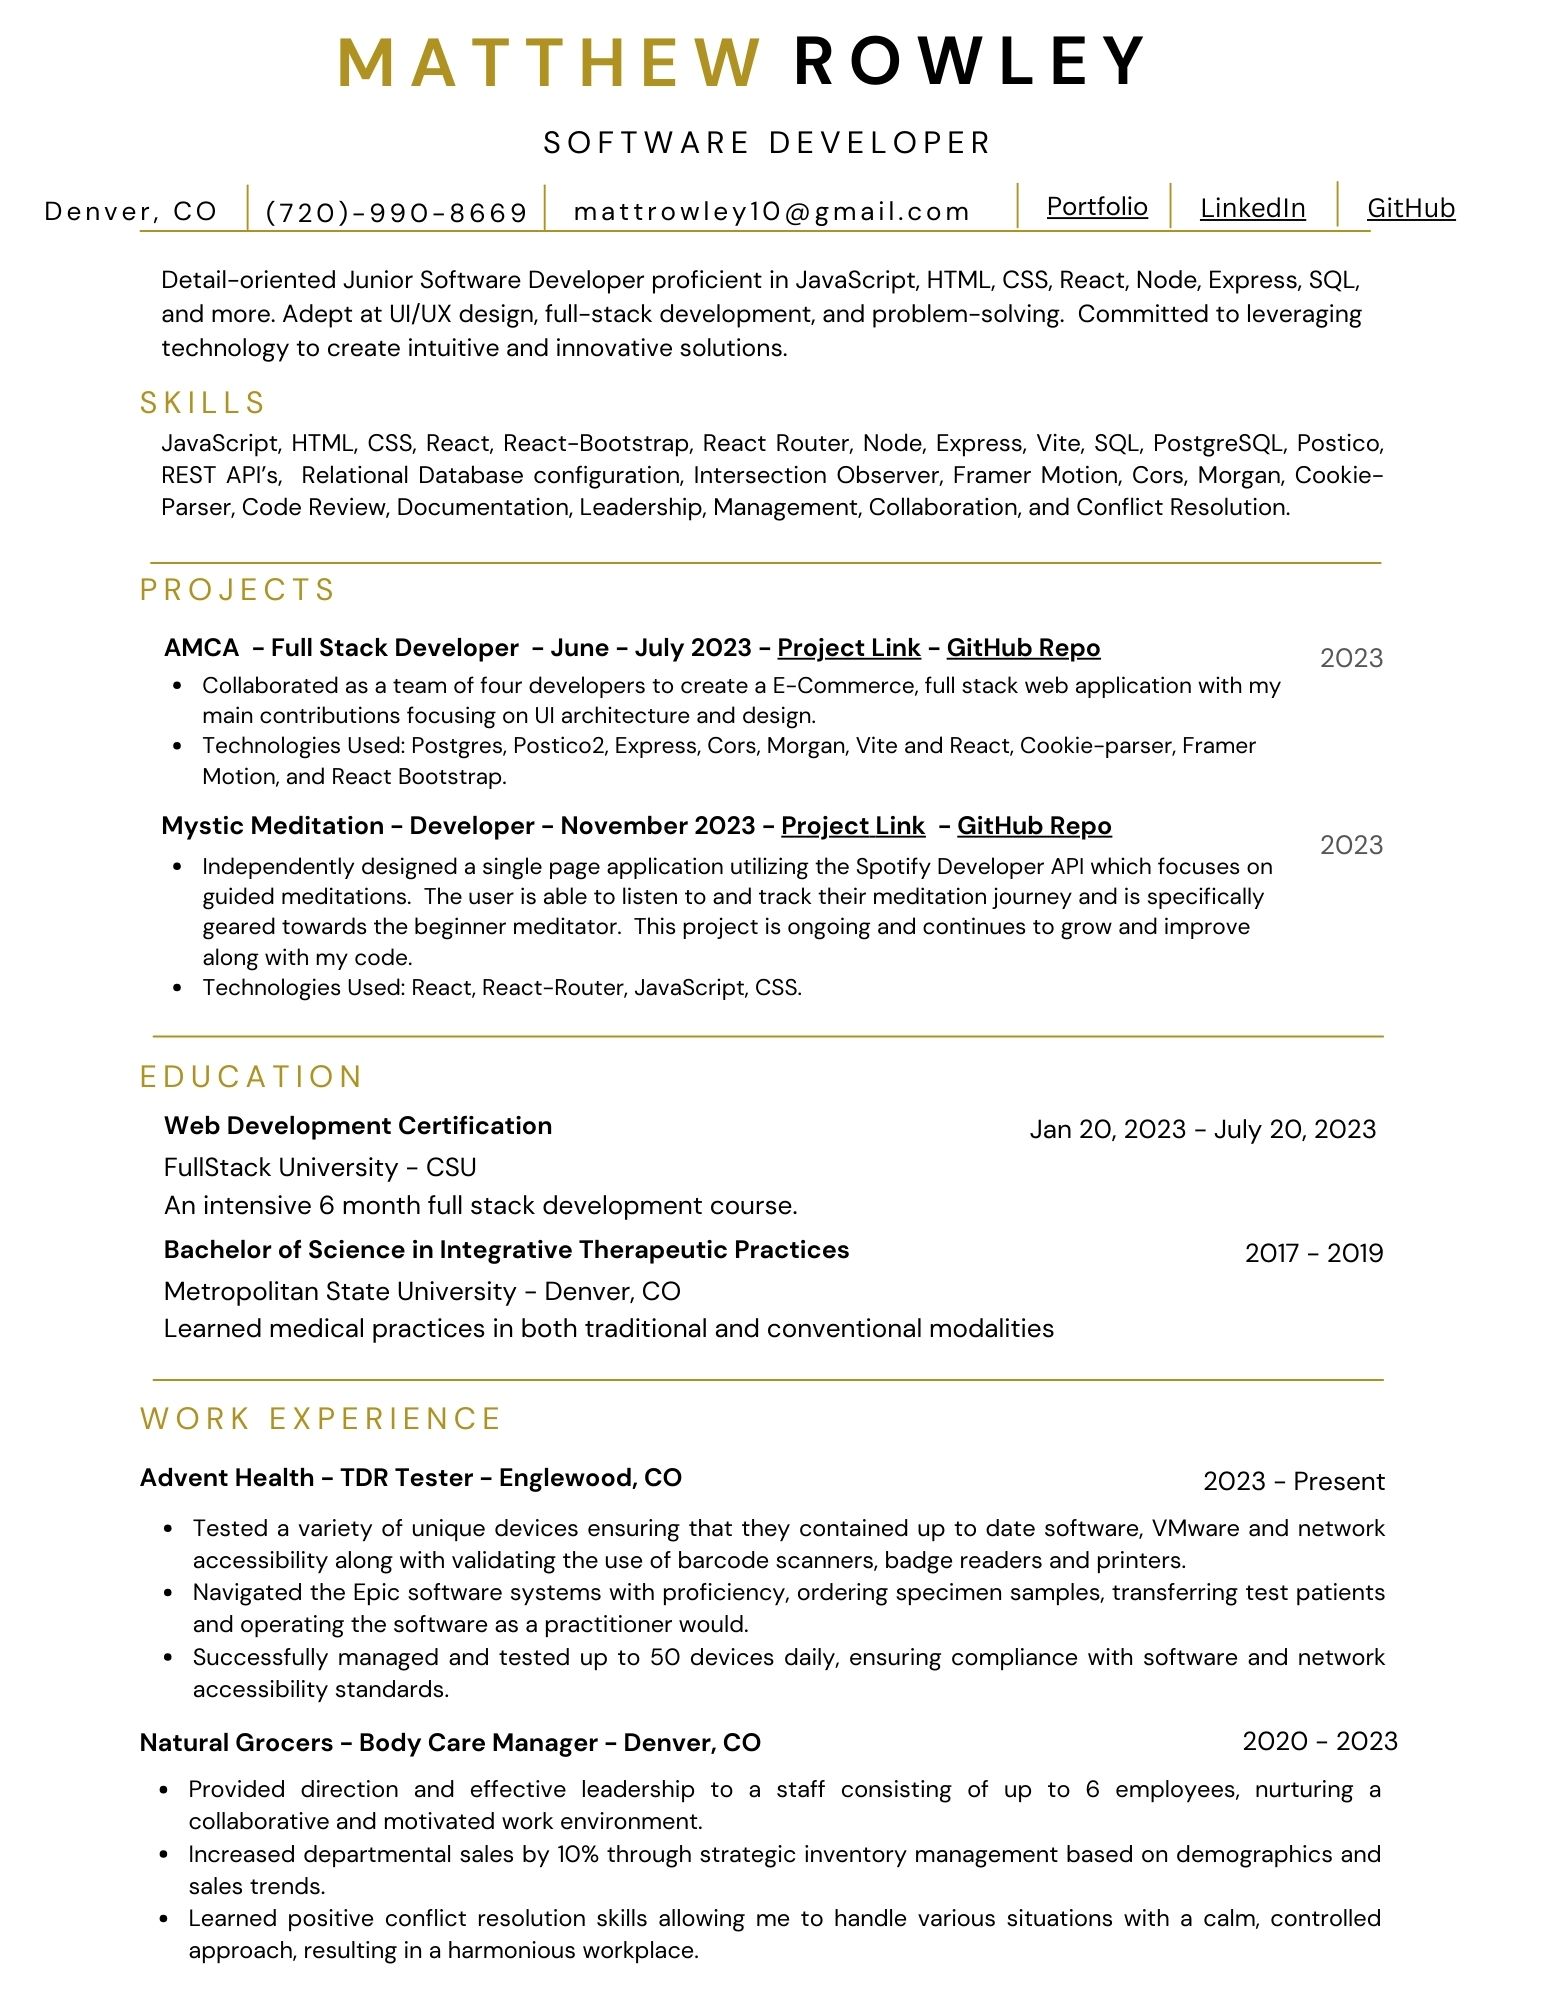 MATTHEW ROWLEY
SOFTWARE DEVELOPER
Denver, CO (720)-990-8669 mattrowley10@gmail.com Portfolio LinkedIn GitHub
Detail-oriented Junior Software Developer proficient in JavaScript, HTML, CSS, React, Node, Express, SQL,
and more. Adept at UI/UX design, full-stack development, and problem-solving. Committed to leveraging
technology to create intuitive and innovative solutions.
SKILLS
JavaScript, HTML, CSS, React, React-Bootstrap, React Router, Node, Express, Vite, SQL, PostgreSQL, Postico,
REST API's, Relational Database configuration, Intersection Observer, Framer Motion, Cors, Morgan, Cookie-
Parser, Code Review, Documentation, Leadership, Management, Collaboration, and Conflict Resolution.
PROJECTS
AMCA - Full Stack Developer - June - July 2023 - Project Link - GitHub Repo 2023
• Collaborated as a team of four developers to create a E-Commerce, full stack web application with my
main contributions focusing on UI architecture and design.
• Technologies Used: Postgres, Postico2, Express, Cors, Morgan, Vite and React, Cookie-parser, Framer
Motion, and React Bootstrap.
Mystic Meditation - Developer - November 2023 - Project Link - GitHub Repo 2023
• Independently designed a single page application utilizing the Spotify Developer API which focuses on
guided meditations. The user is able to listen to and track their meditation journey and is specifically
geared towards the beginner meditator. This project is ongoing and continues to grow and improve
along with my code.
• Technologies Used: React, React-Router, JavaScript, CSS.
EDUCATION
Web Development Certification Jan 20, 2023 - July 20, 2023
FullStack University - CSU
An intensive 6 month full stack development course.
Bachelor of Science in Integrative Therapeutic Practices 2017 - 2019
Metropolitan State University - Denver, CO
Learned medical practices in both traditional and conventional modalities
WORK EXPERIENCE
Advent Health - TDR Tester - Englewood, CO 2023 - Present
• Tested a variety of unique devices ensuring that they contained up to date software, VMware and network
accessibility along with validating the use of barcode scanners, badge readers and printers.
• Navigated the Epic software systems with proficiency, ordering specimen samples, transferring test patients
and operating the software as a practitioner would.
• Successfully managed and tested up to 50 devices daily, ensuring compliance with software and network
accessibility standards.
Natural Grocers - Body Care Manager - Denver, CO 2020 - 2023
• Provided direction and effective leadership to a staff consisting of up to 6 employees, nurturing a
collaborative and motivated work environment.
• Increased departmental sales by 10% through strategic inventory management based on demographics and
sales trends.
• Learned positive conflict resolution skills allowing me to handle various situations with a calm, controlled
approach, resulting in a harmonious workplace.